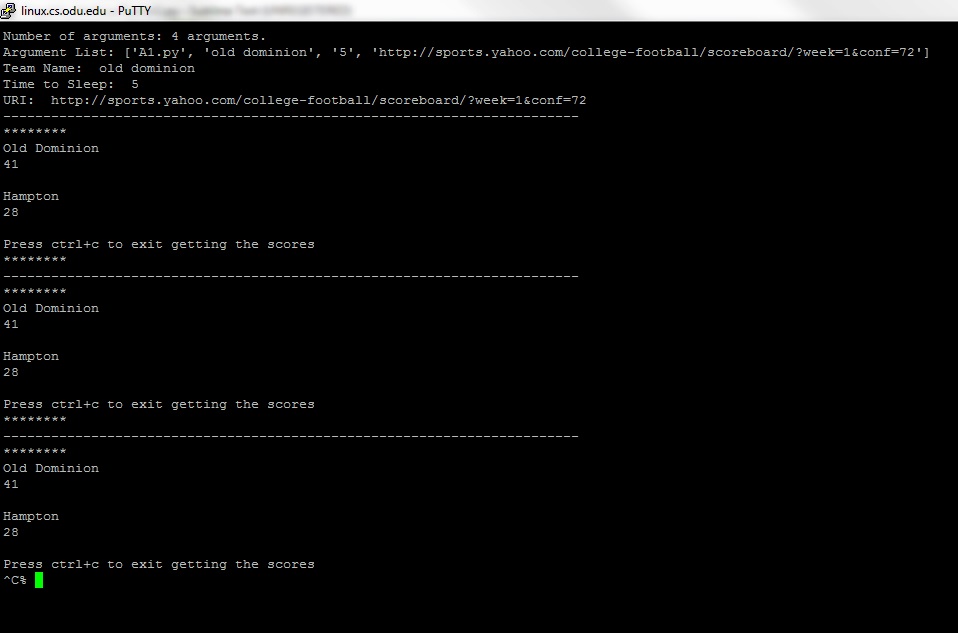 linux.cs.odu.edu - PuTTY
Number of arguments: 4 arguments.
Argument List: ['A1.py', 'old dominion', '5', 'http://sports.yahoo.com/college-football/scoreboard/?week=1&conf=72']
Team Name:  old dominion
Time to Sleep:  5
URI:  http://sports.yahoo.com/college-football/scoreboard/?week=1&conf=72
------------------------------------------------------------------------
********
Old Dominion
41
Hampton
28
Press ctrl+c to exit getting the scores
********
------------------------------------------------------------------------
********
Old Dominion
41
Hampton
28
Press ctrl+c to exit getting the scores
********
------------------------------------------------------------------------
********
Old Dominion
41
Hampton
28
Press ctrl+c to exit getting the scores
^C%